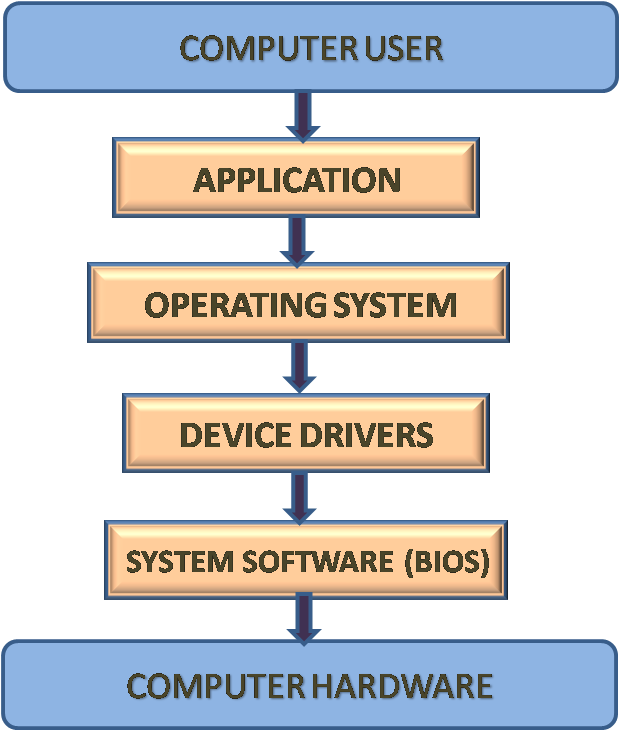 COMPUTER USER
APPLICATION
OPERATING SYSTEM
DEVICE DRIVERS
SYSTEM SOFTWARE (BIOS)
COMPUTER HARDWARE